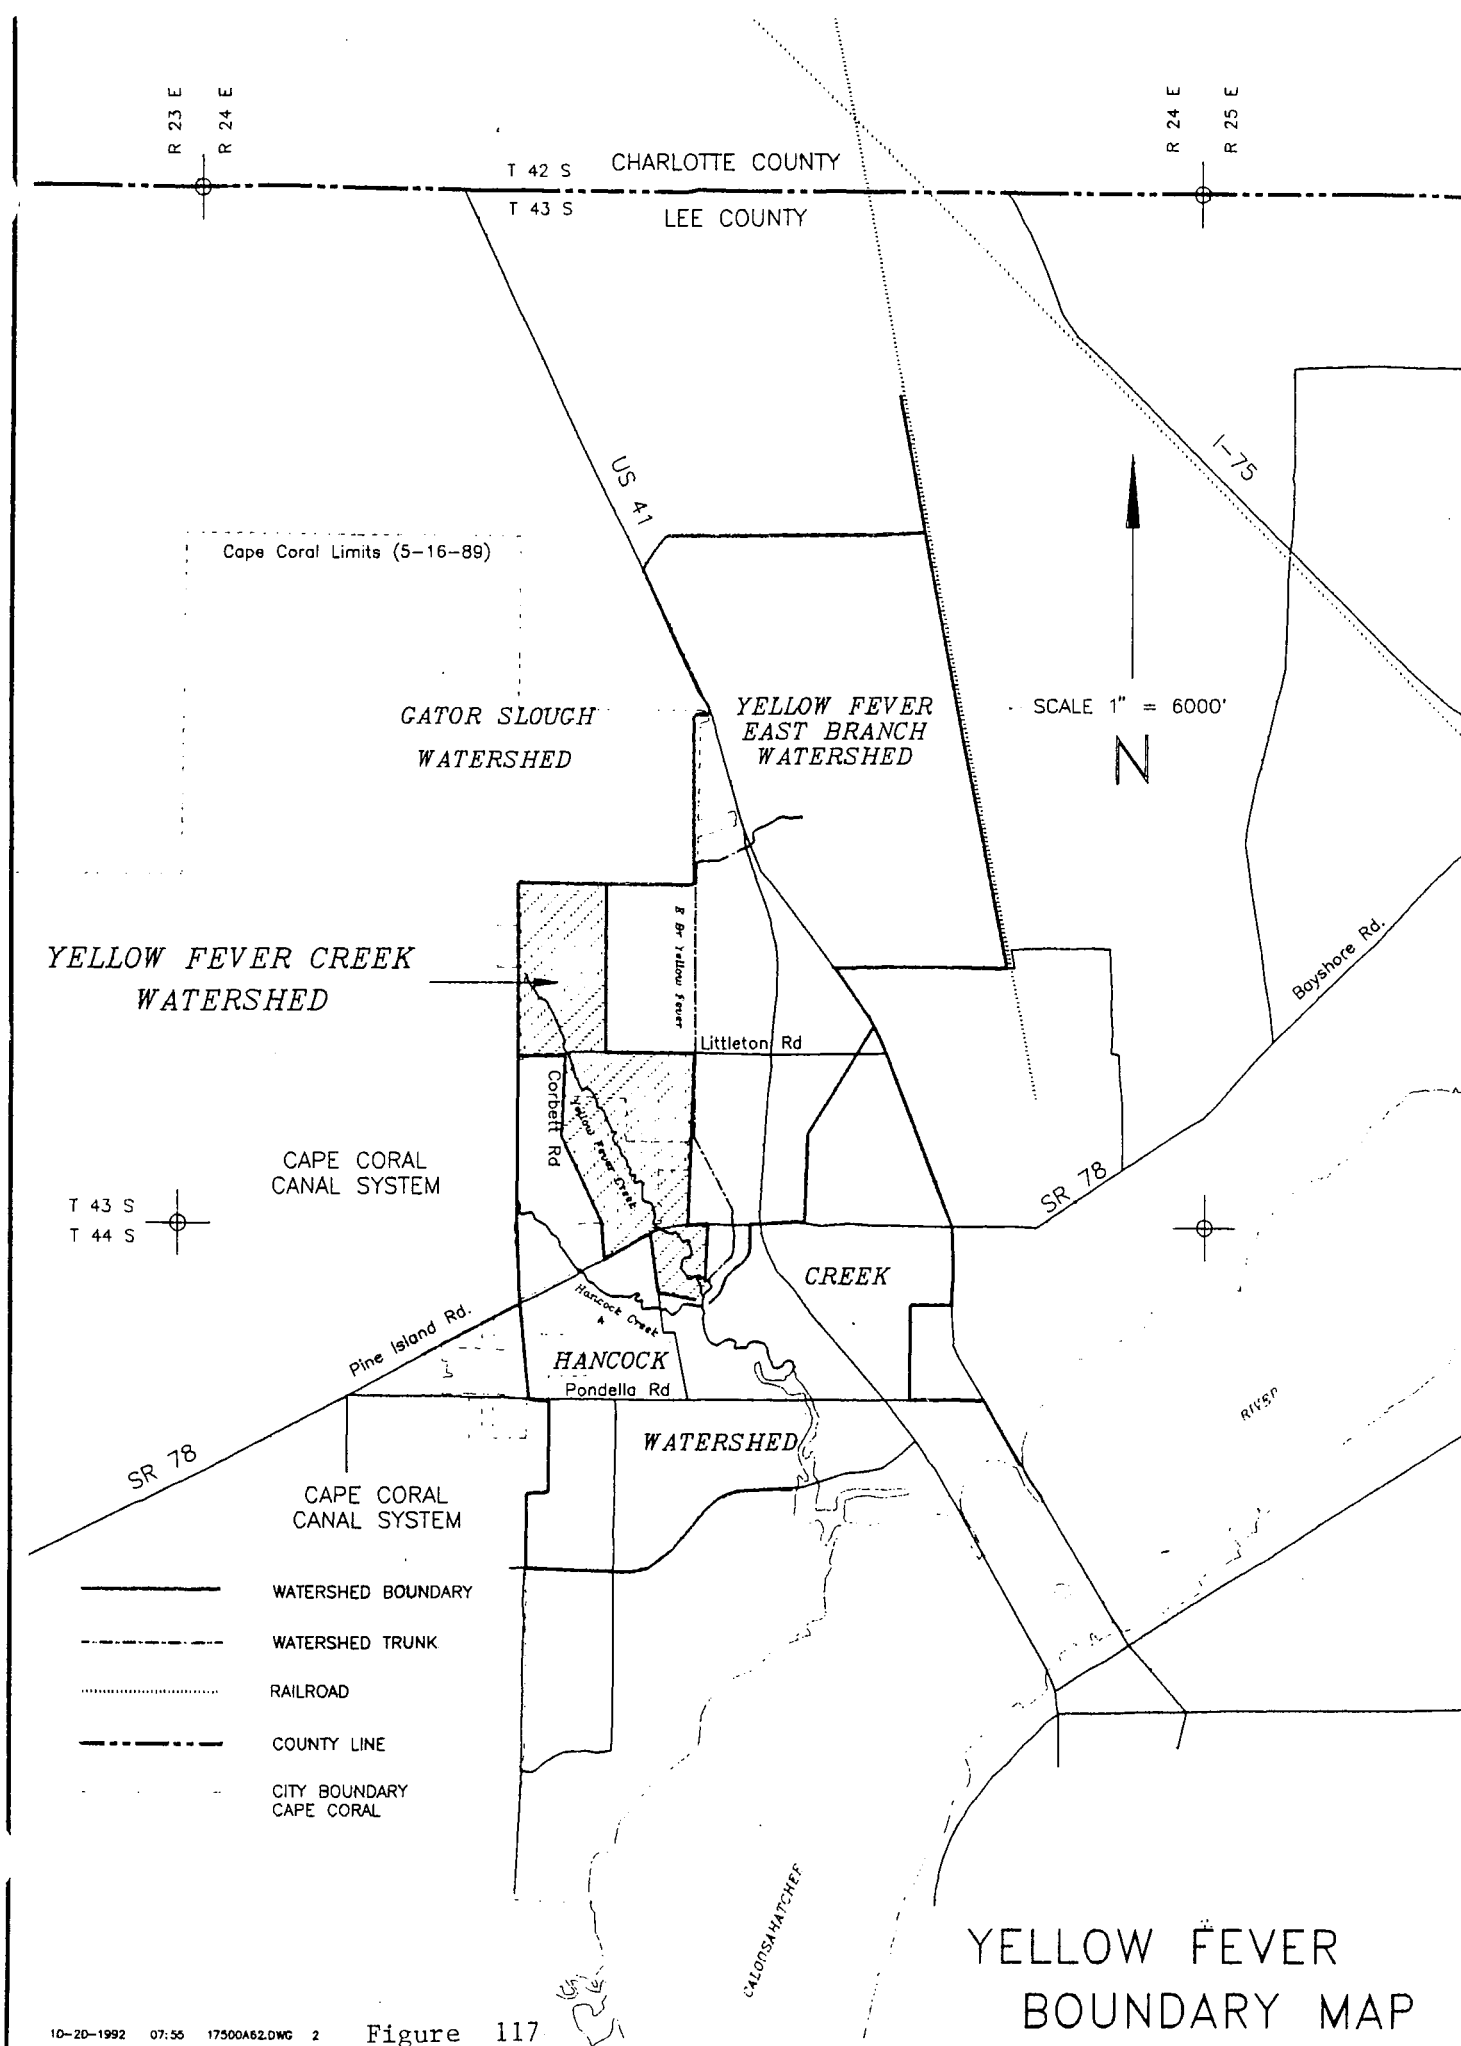 R 23 E
R 24 E
R 24 E
R 25 E
T 42 S
CHARLOTTE COUNTY
T 43 S
LEE COUNTY
US 41
I-75
Cape Coral Limits (5-16-89)
GATOR SLOUGH
WATERSHED
YELLOW FEVER
EAST BRANCH
WATERSHED
SCALE 1" = 6000'
N
YELLOW FEVER CREEK
WATERSHED
E Br Yellow Fever
Bayshore Rd.
Littleton Rd
Corbett Rd
Yellow Fever Creek
CAPE CORAL
CANAL SYSTEM
SR 78
T 43 S
T 44 S
CREEK
Hancock Creek
Pine Island Rd.
HANCOCK
Pondella Rd
RIVER
WATERSHED
SR 78
CAPE CORAL
CANAL SYSTEM
WATERSHED BOUNDARY
WATERSHED TRUNK
RAILROAD
COUNTY LINE
CITY BOUNDARY
CAPE CORAL
CALOOSAHATCHEE
YELLOW FEVER
BOUNDARY MAP
10-20-1992 07:55 17500A62.DWG 2
Figure 117